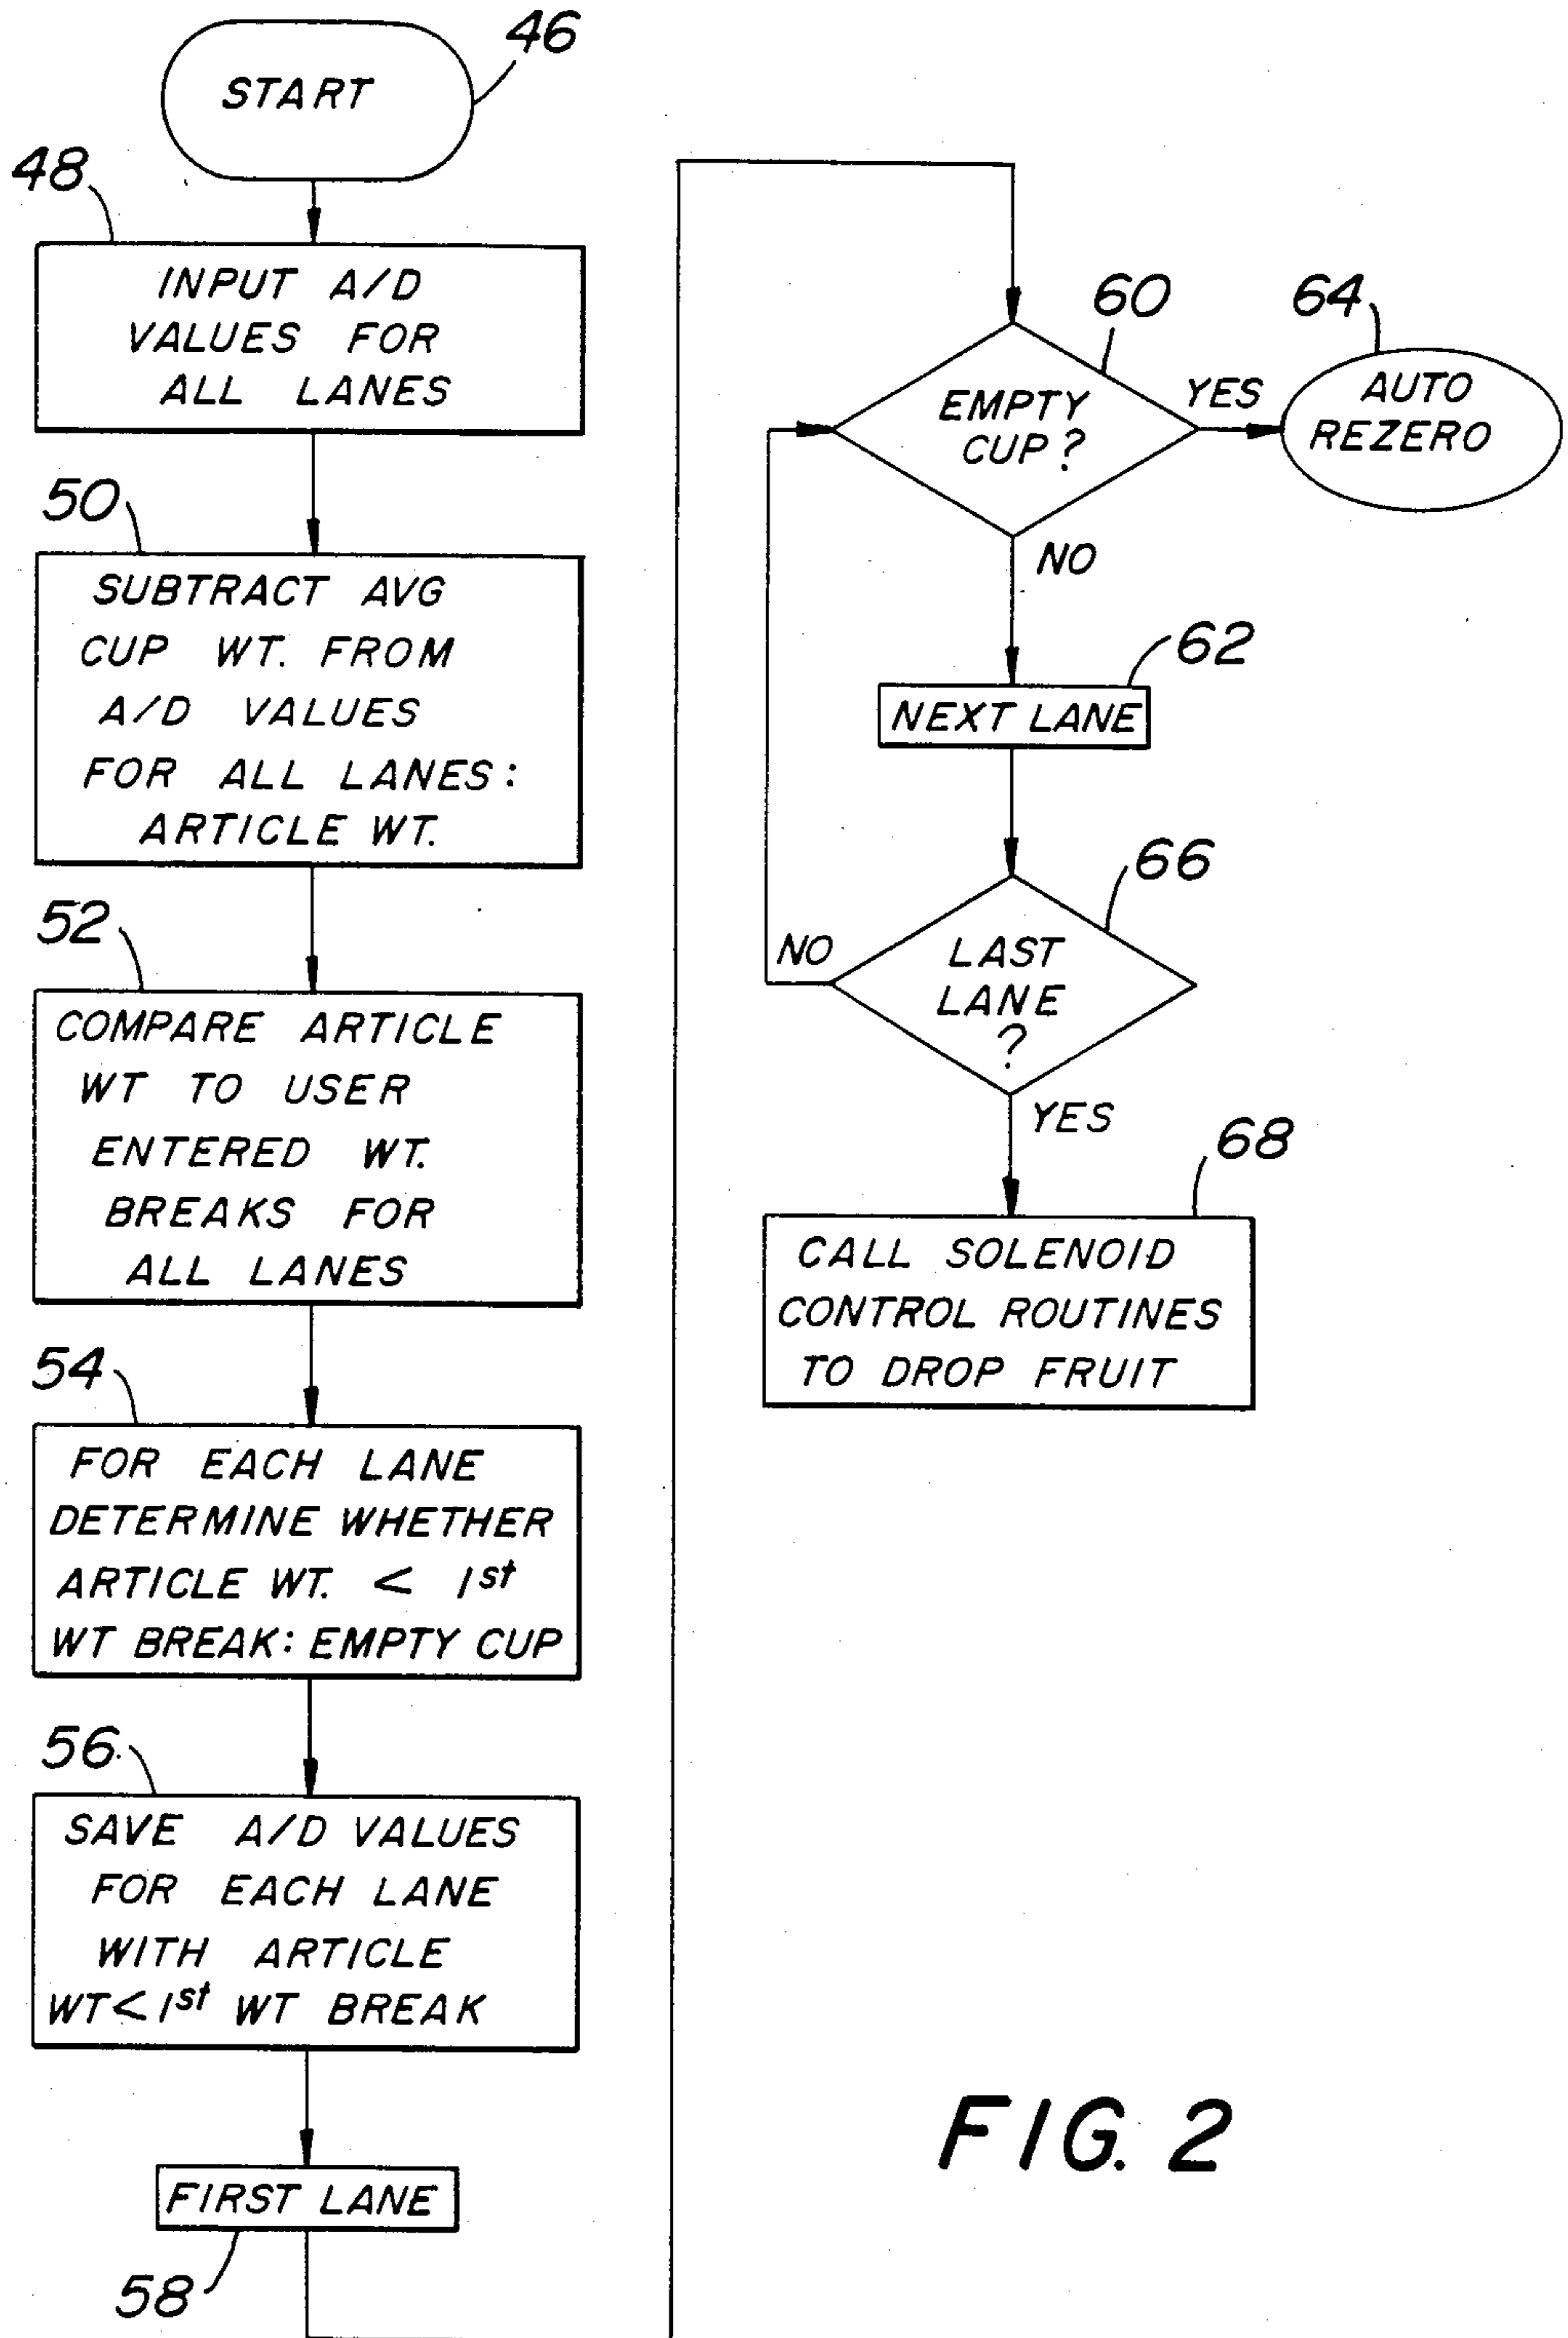 46
START
48
INPUT A/D
VALUES FOR
ALL LANES
50
SUBTRACT AVG
CUP WT. FROM
A/D VALUES
FOR ALL LANES:
ARTICLE WT.
52
COMPARE ARTICLE
WT TO USER
ENTERED WT.
BREAKS FOR
ALL LANES
54
FOR EACH LANE
DETERMINE WHETHER
ARTICLE WT. < 1st
WT BREAK: EMPTY CUP
56
SAVE A/D VALUES
FOR EACH LANE
WITH ARTICLE
WT<1st WT BREAK
FIRST LANE
58
60
EMPTY
CUP?
YES
64
AUTO
REZERO
NO
62
NEXT LANE
66
LAST
LANE
?
NO
YES
68
CALL SOLENOID
CONTROL ROUTINES
TO DROP FRUIT
FIG. 2